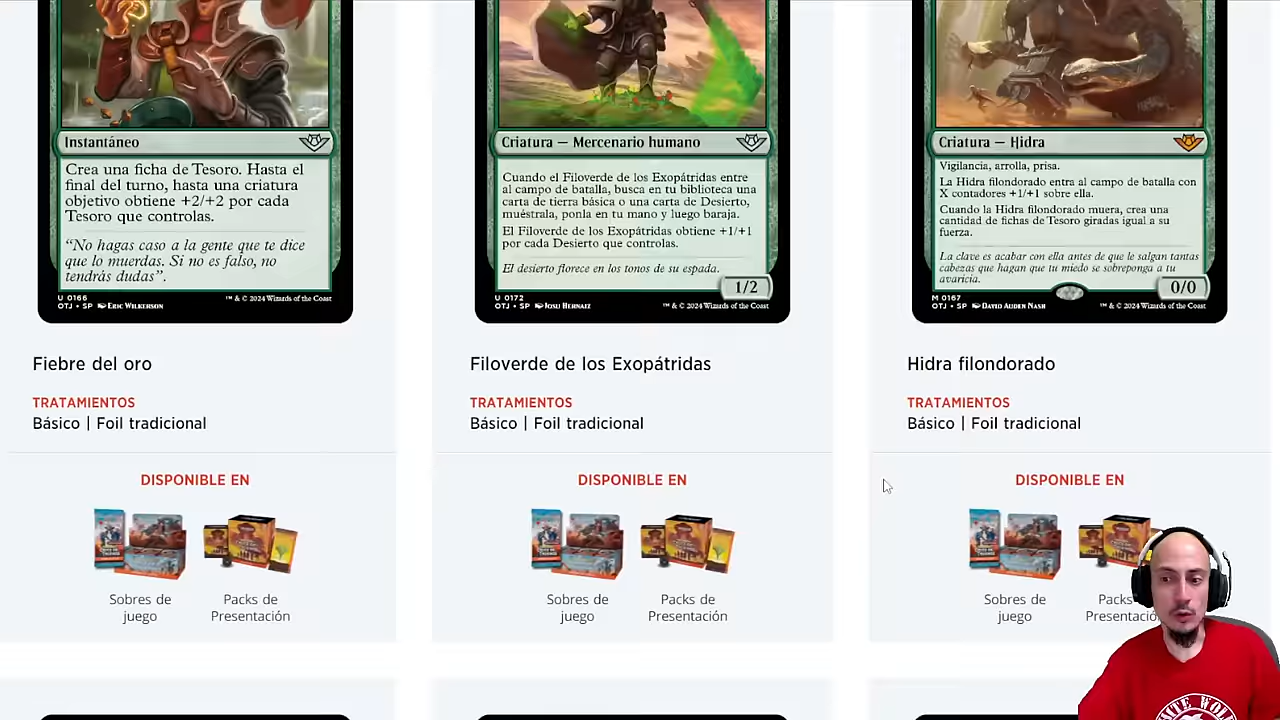 Instantáneo
Crea una ficha de Tesoro. Hasta el
final del turno, hasta una criatura
objetivo obtiene +2/+2 por cada
Tesoro que controlas.
“No hagas caso a la gente que te dice
que lo muerdas. Si no es falso, no
tendrás dudas”.
U 0166
OTJ • SP ERIC WILKERSON
™ & © 2024 Wizards of the Coast
Fiebre del oro
TRATAMIENTOS
Básico | Foil tradicional
DISPONIBLE EN
Sobres de
juego
Packs de
Presentación
Criatura — Mercenario humano
Cuando el Filoverde de los Exopátridas entre
al campo de batalla, busca en tu biblioteca una
carta de tierra básica o una carta de Desierto,
muéstrala, ponla en tu mano y luego baraja.
El Filoverde de los Exopátridas obtiene +1/+1
por cada Desierto que controlas.
El desierto florece en los tonos de su espada.
1/2
U 0172
OTJ • SP JOSU HERNAIZ
™ & © 2024 Wizards of the Coast
Filoverde de los Exopátridas
TRATAMIENTOS
Básico | Foil tradicional
DISPONIBLE EN
Sobres de
juego
Packs de
Presentación
Criatura — Hidra
Vigilancia, arrolla, prisa.
La Hidra filondorado entra al campo de batalla con
X contadores +1/+1 sobre ella.
Cuando la Hidra filondorado muera, crea una
cantidad de fichas de Tesoro giradas igual a su
fuerza.
La clave es acabar con ella antes de que le salgan tantas
cabezas que hagan que tu miedo se sobreponga a tu
avaricia.
0/0
M 0167
OTJ • SP DAVID AUDEN NASH
™ & © 2024 Wizards of the Coast
Hidra filondorado
TRATAMIENTOS
Básico | Foil tradicional
DISPONIBLE EN
Sobres de
juego
Packs
Presentació